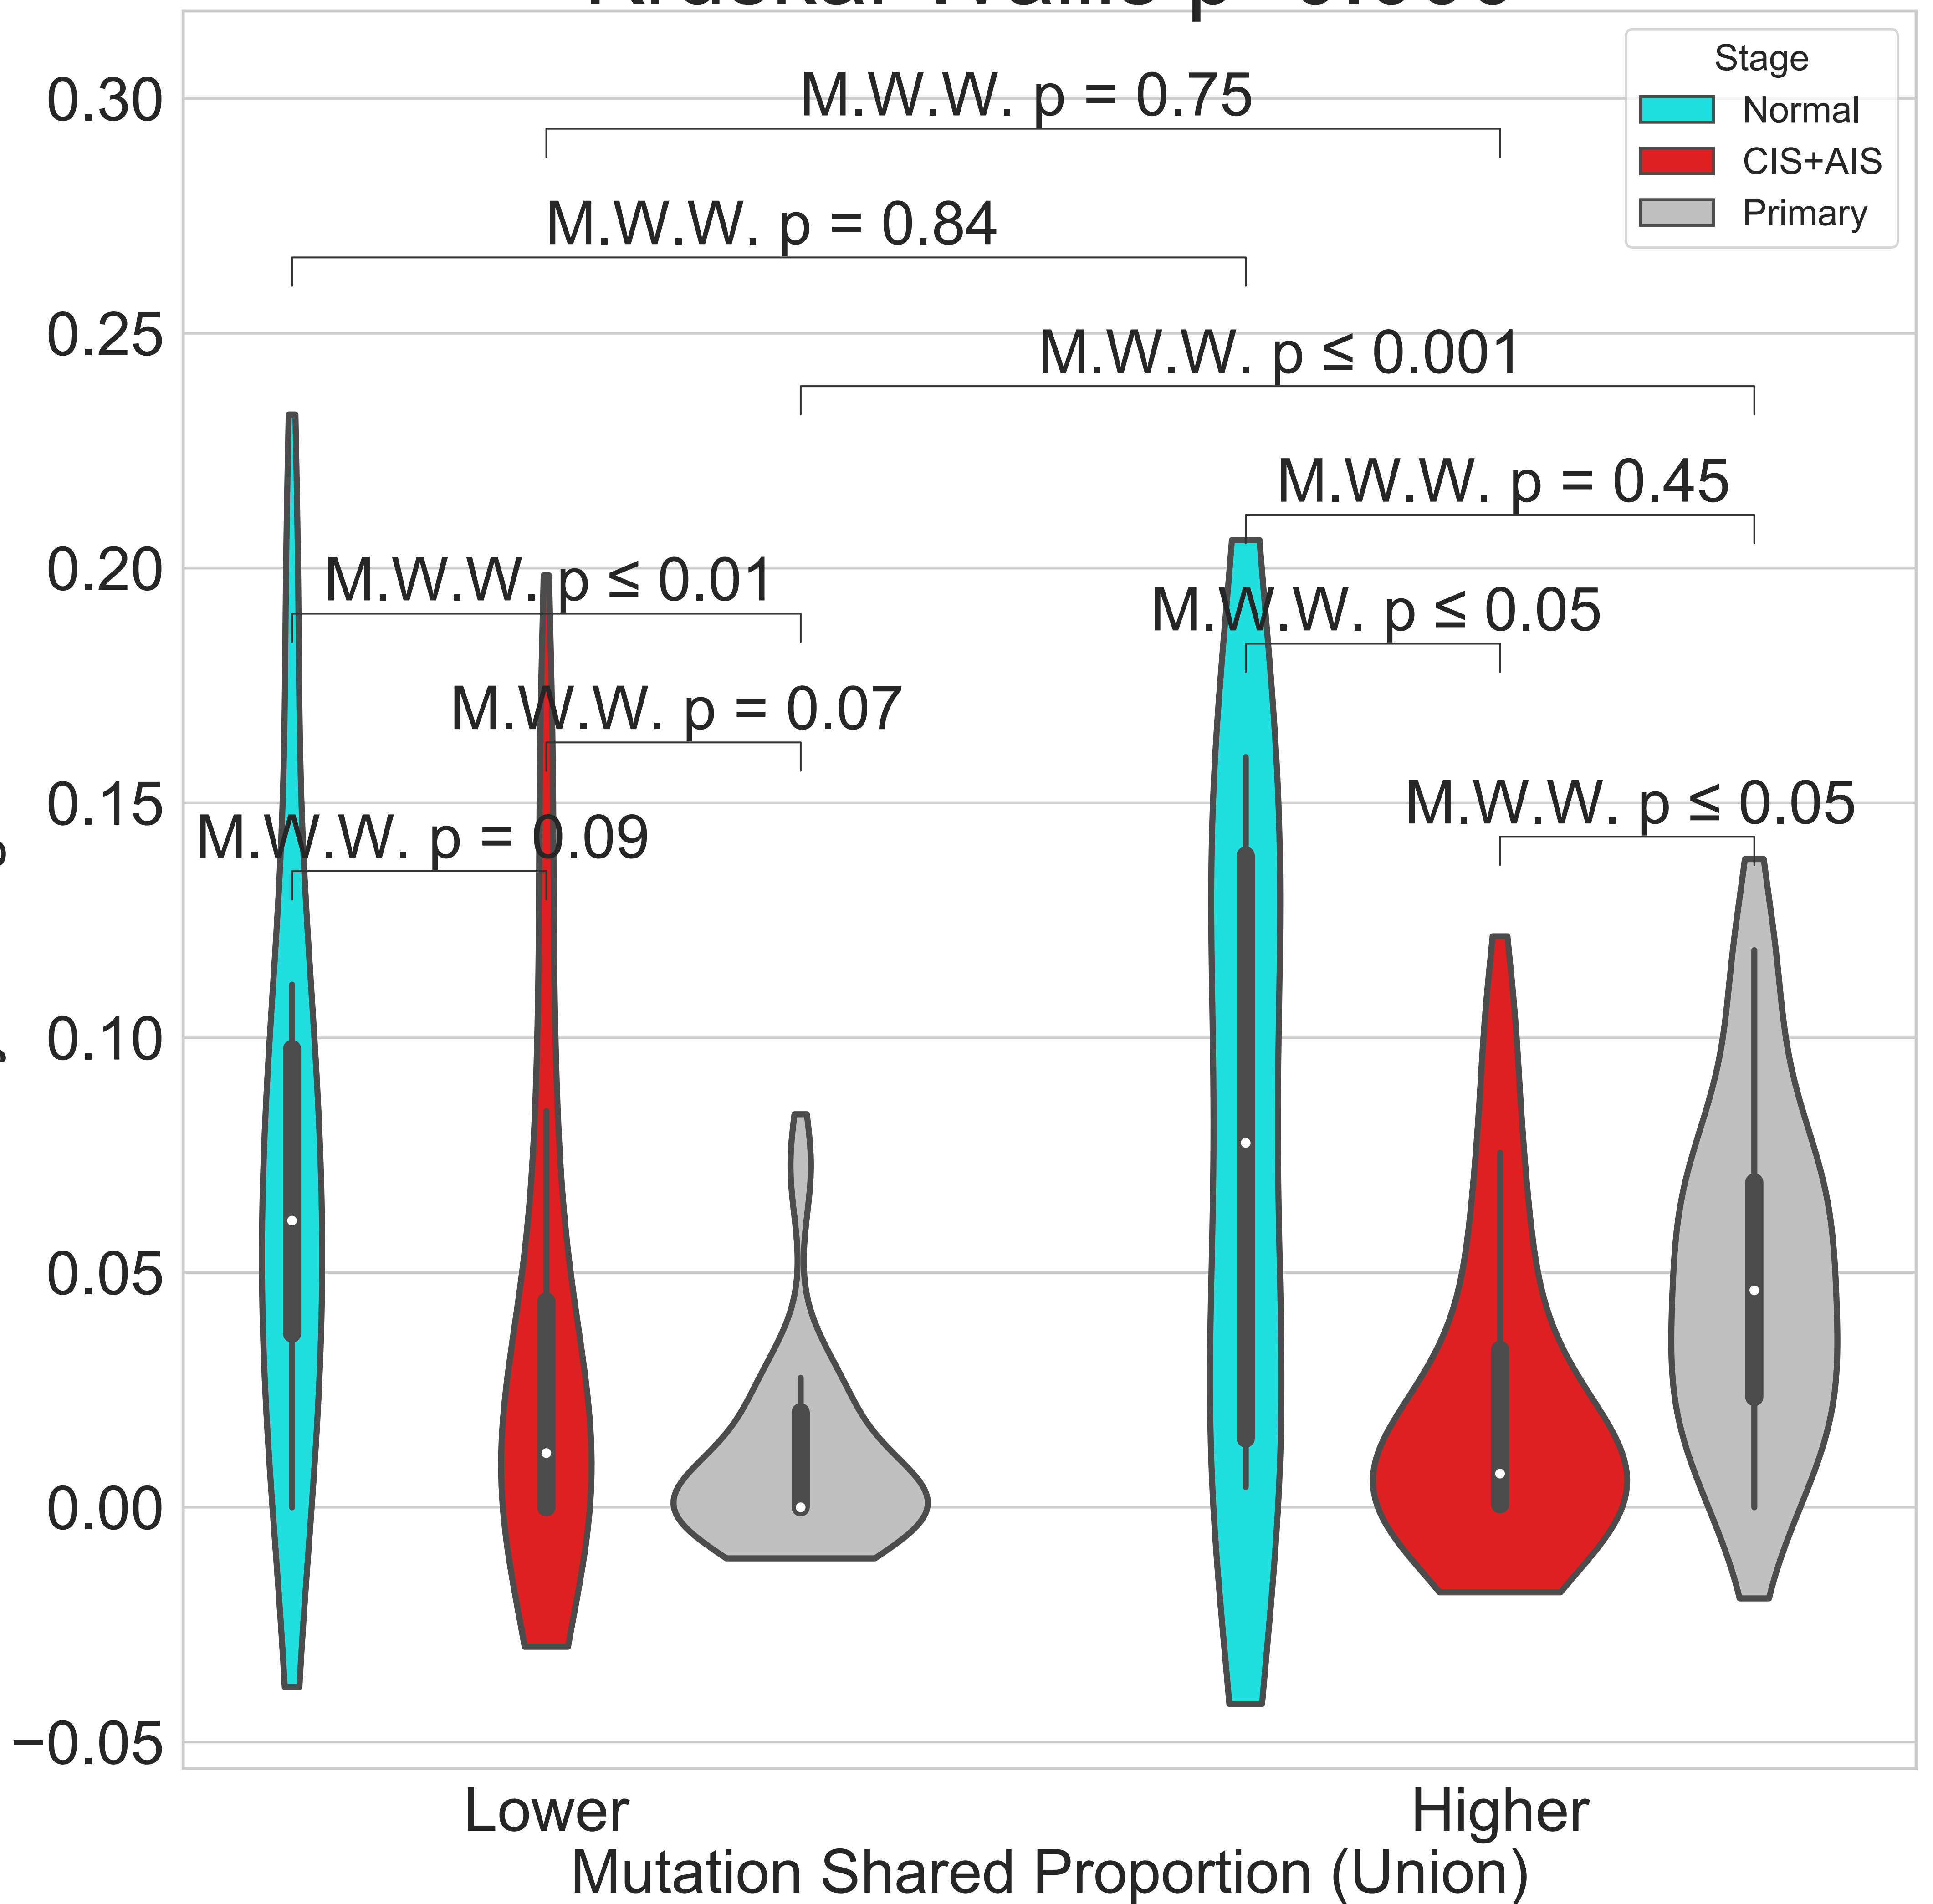 Stage
Normal
CIS+AIS
Primary
0.30
0.25
0.20
0.15
0.10
0.05
0.00
−0.05
M.W.W. p = 0.75
M.W.W. p = 0.84
M.W.W. p ≤ 0.001
M.W.W. p = 0.45
M.W.W. p ≤ 0.01
M.W.W. p ≤ 0.05
M.W.W. p = 0.07
M.W.W. p ≤ 0.05
M.W.W. p = 0.09
Lower
Higher
Mutation Shared Proportion (Union)